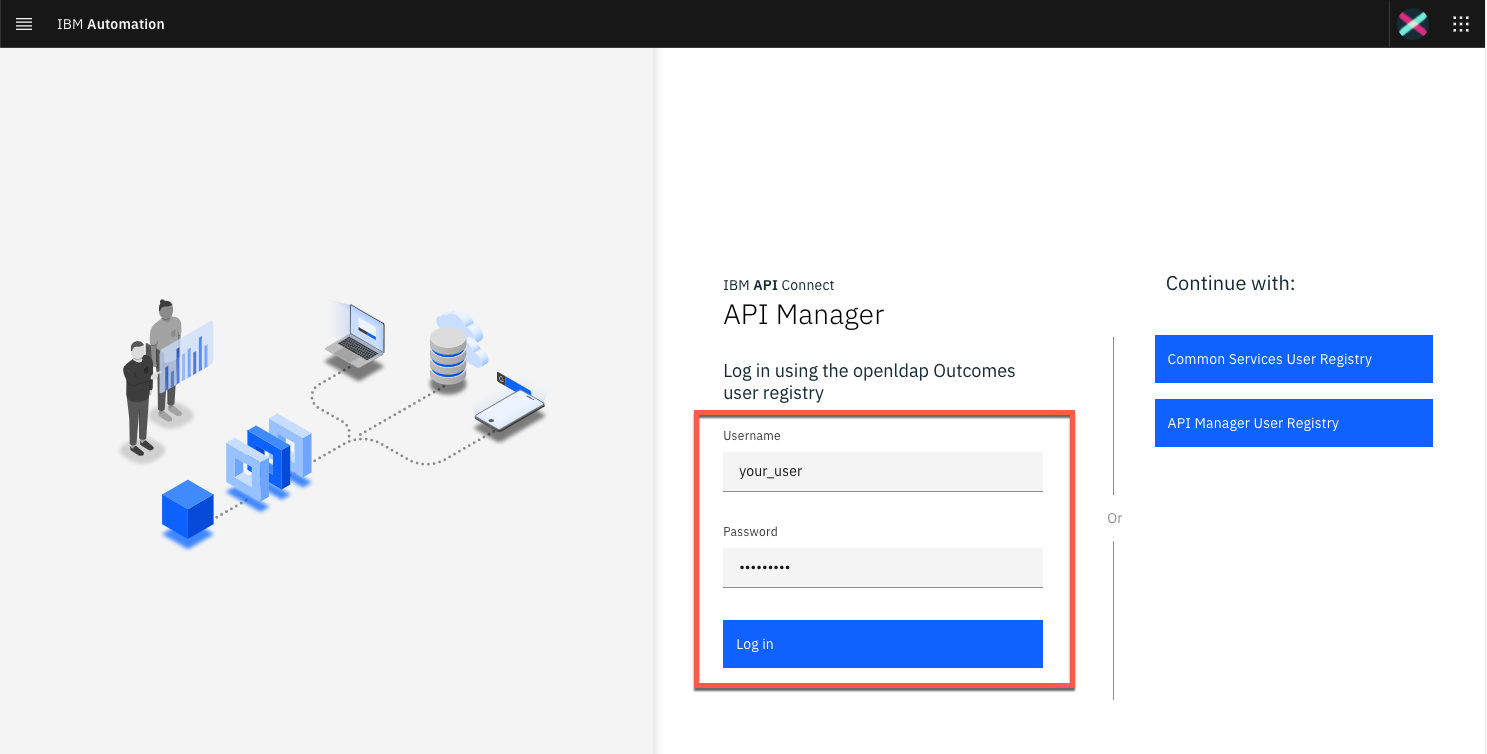 IBM Automation
IBM API Connect
API Manager
Log in using the openldap Outcomes
user registry
Username
your_user
Password
•••••••••
Log in
Or
Continue with:
Common Services User Registry
API Manager User Registry